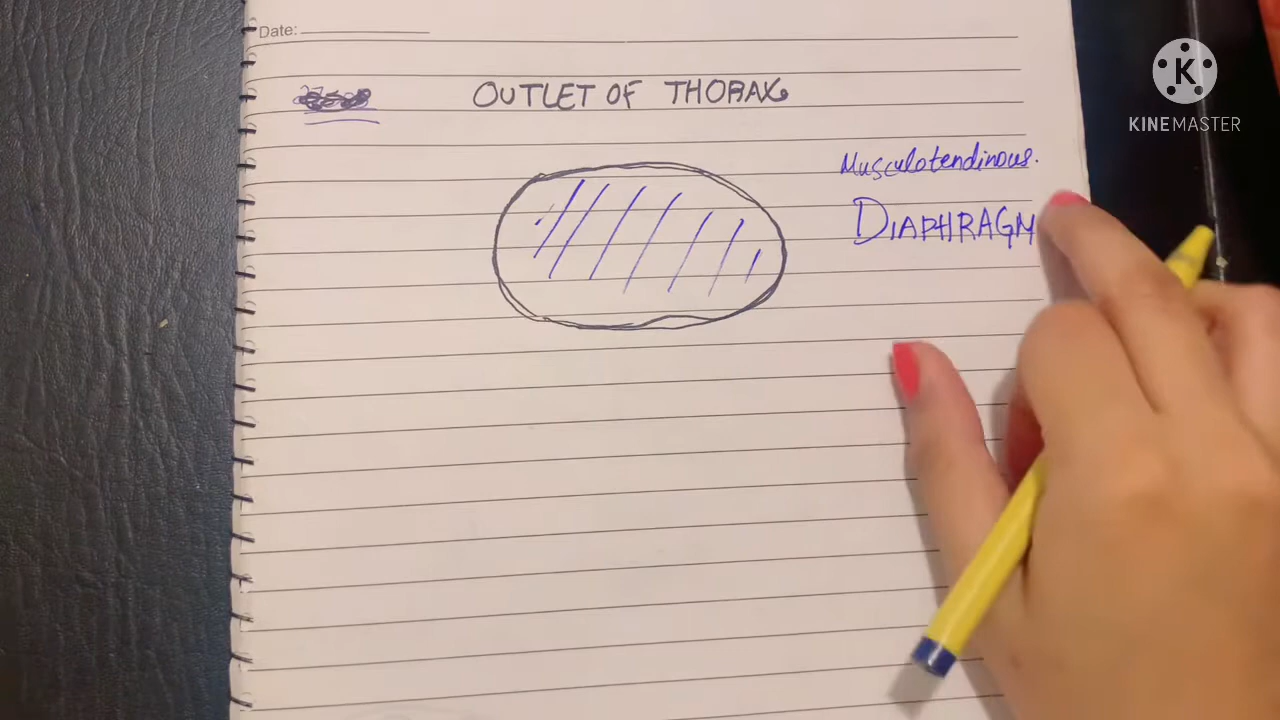 Date:
OUTLET OF THORAX
Musculotendinous.
DIAPHRAGM
K
KINEMASTER